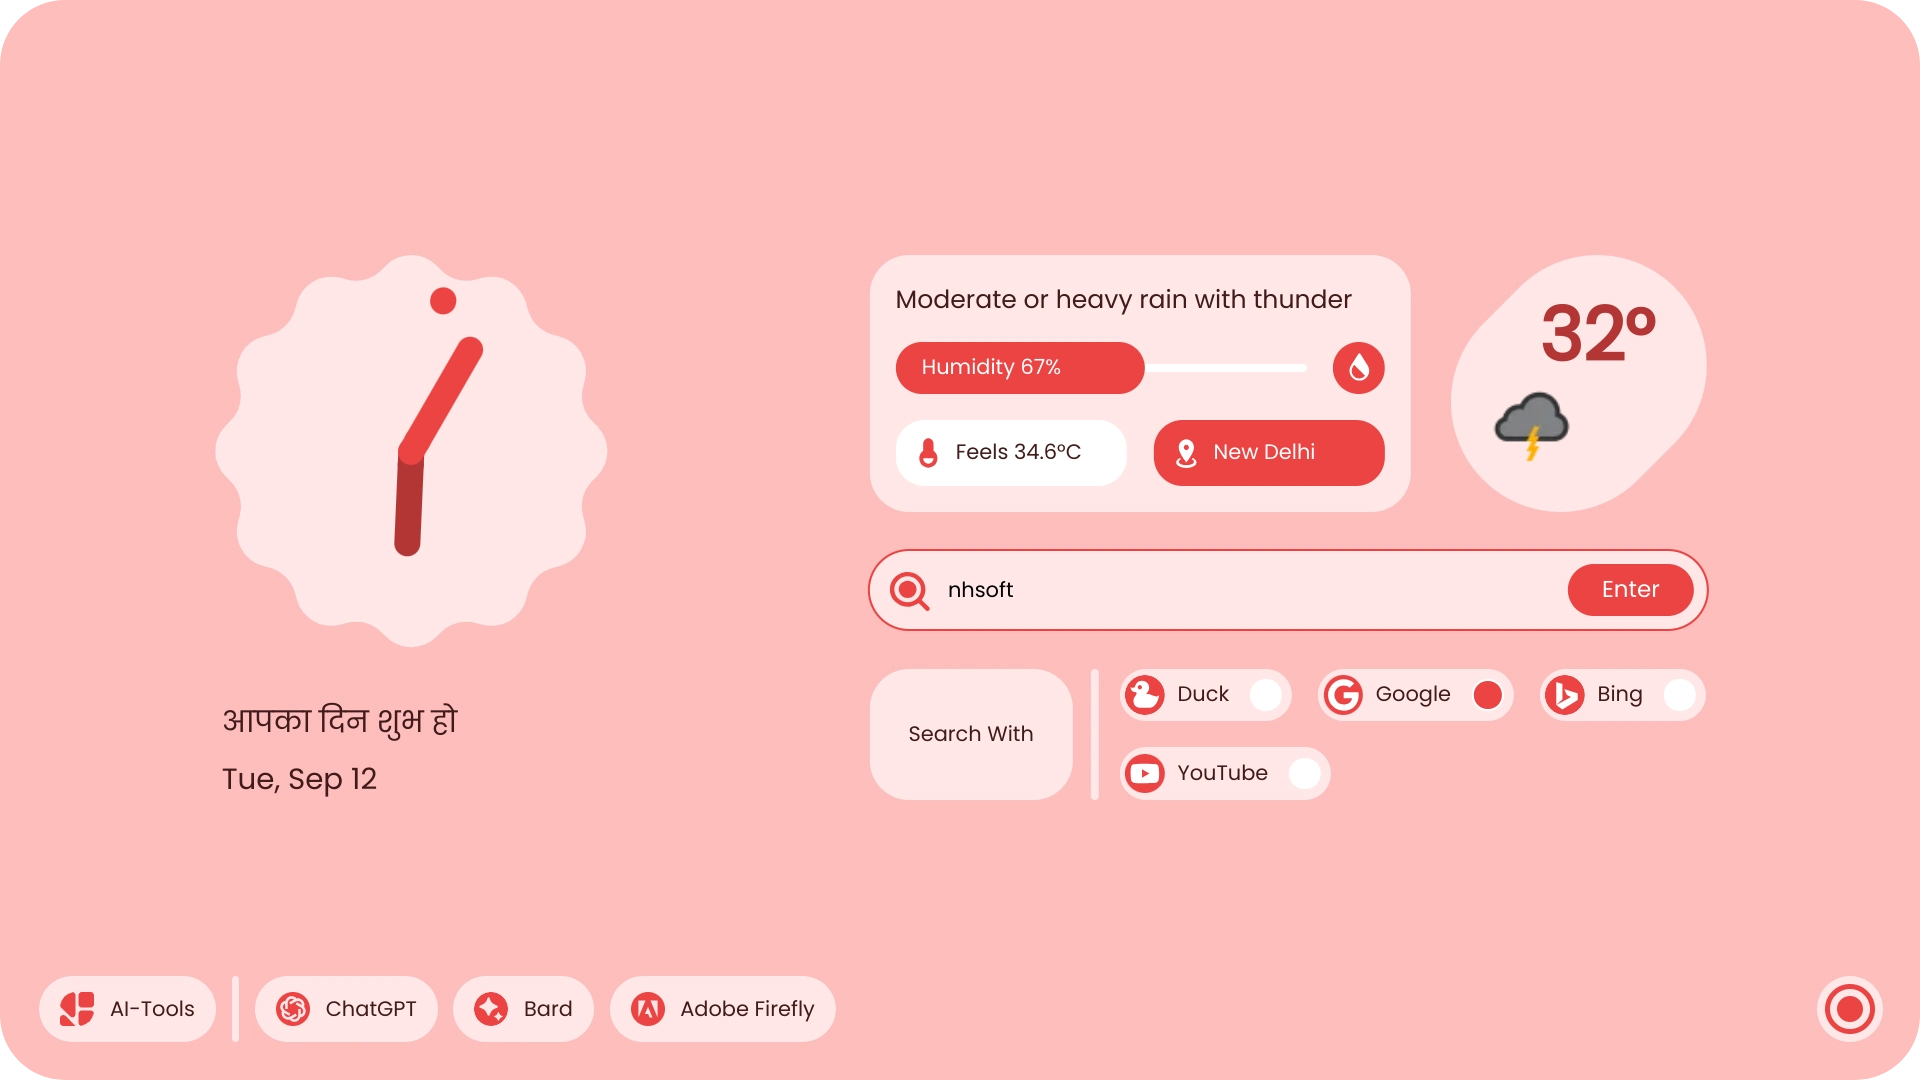 आपका दिन शुभ हो
Tue, Sep 12
Moderate or heavy rain with thunder
Humidity 67%
Feels 34.6°C
New Delhi
32°
nhsoft
Enter
Search With
Duck
Google
Bing
YouTube
AI-Tools
ChatGPT
Bard
Adobe Firefly